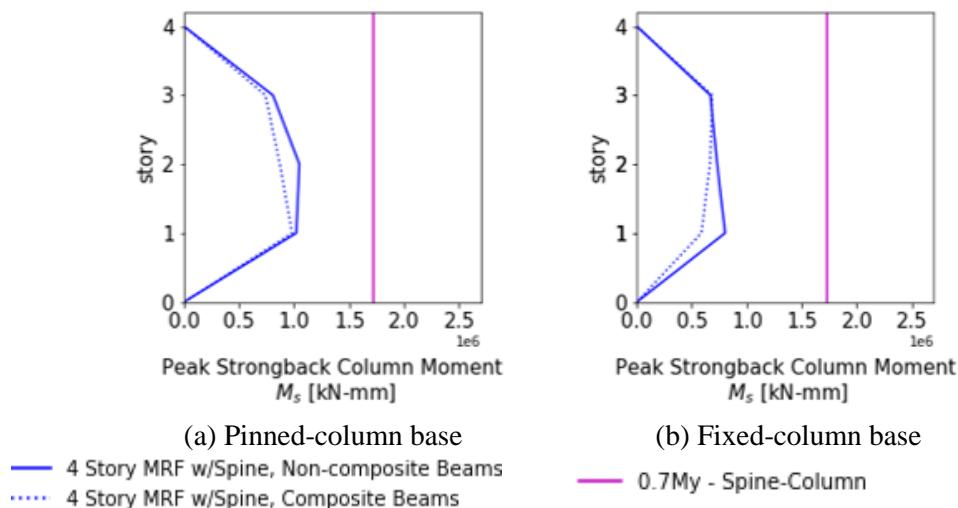 4
3
2
1
0
story
0.0 0.5 1.0 1.5 2.0 2.5
1e6
Peak Strongback Column Moment
Ms [kN-mm]
(a) Pinned-column base
4
3
2
1
0
story
0.0 0.5 1.0 1.5 2.0 2.5
1e6
Peak Strongback Column Moment
Ms [kN-mm]
(b) Fixed-column base
4 Story MRF w/Spine, Non-composite Beams
4 Story MRF w/Spine, Composite Beams
0.7My - Spine-Column